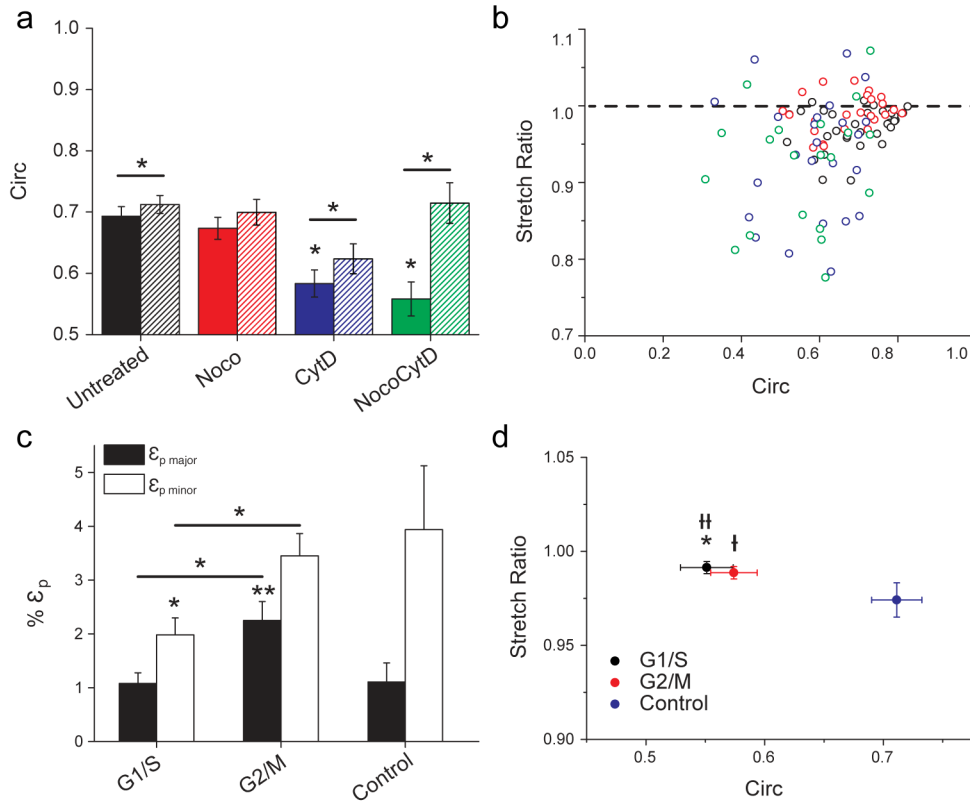 a
Circ
1.0
0.9
0.8
0.7
0.6
0.5
*
*
*
*
*
Untreated
Noco
CytD
NocoCytD
b
Stretch Ratio
1.1
1.0
0.9
0.8
0.7
0.0
0.2
0.4
0.6
0.8
1.0
Circ
c
εp major
εp minor
% εp
5
4
3
2
1
0
*
*
*
**
G1/S
G2/M
Control
d
Stretch Ratio
1.05
1.00
0.95
0.90
ǂ
*
ƚ
G1/S
G2/M
Control
0.5
0.6
0.7
Circ